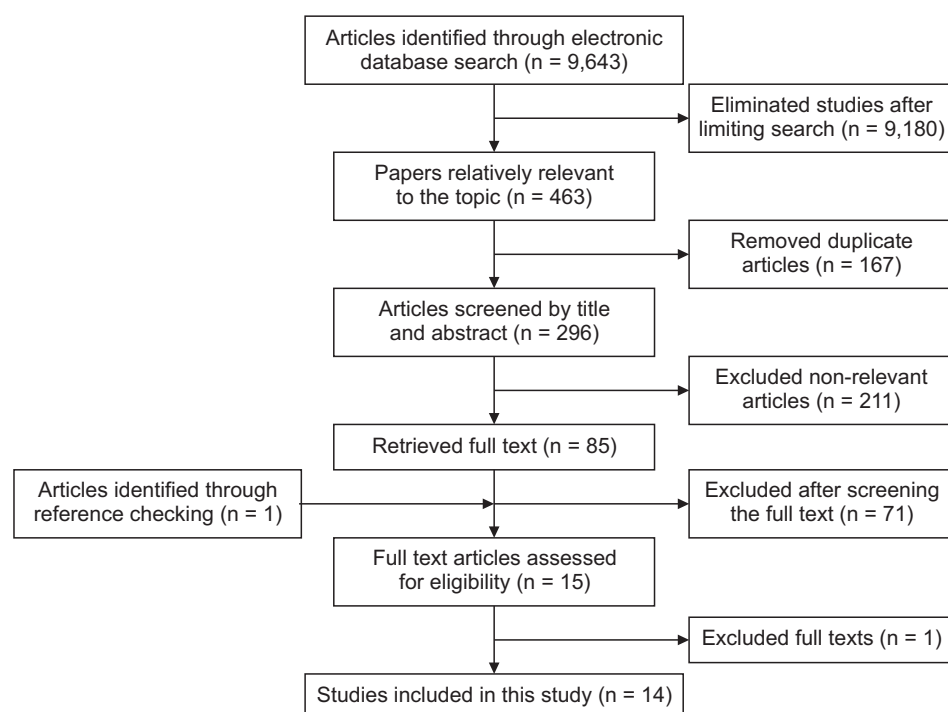 Articles identified through electronic
database search (n = 9,643)
Eliminated studies after
limiting search (n = 9,180)
Papers relatively relevant
to the topic (n = 463)
Removed duplicate
articles (n = 167)
Articles screened by title
and abstract (n = 296)
Excluded non-relevant
articles (n = 211)
Retrieved full text (n = 85)
Articles identified through
reference checking (n = 1)
Excluded after screening
the full text (n = 71)
Full text articles assessed
for eligibility (n = 15)
Excluded full texts (n = 1)
Studies included in this study (n = 14)